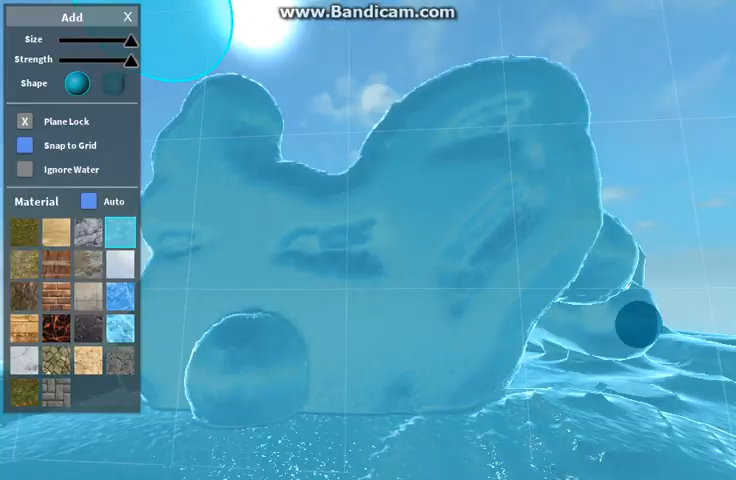 www.Bandicam.com
Add X
Size
Strength
Shape
X Plane Lock
Snap to Grid
Ignore Water
Material Auto